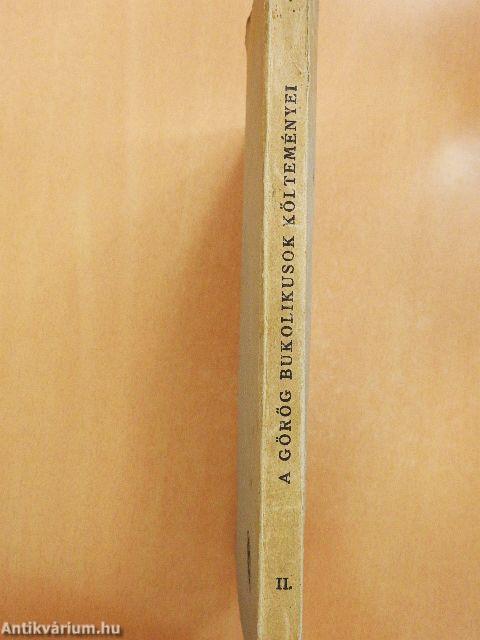 A GÖRÖG BUKOLIKUSOK KÖLTEMÉNYEI
II.
Antikvárium.hu